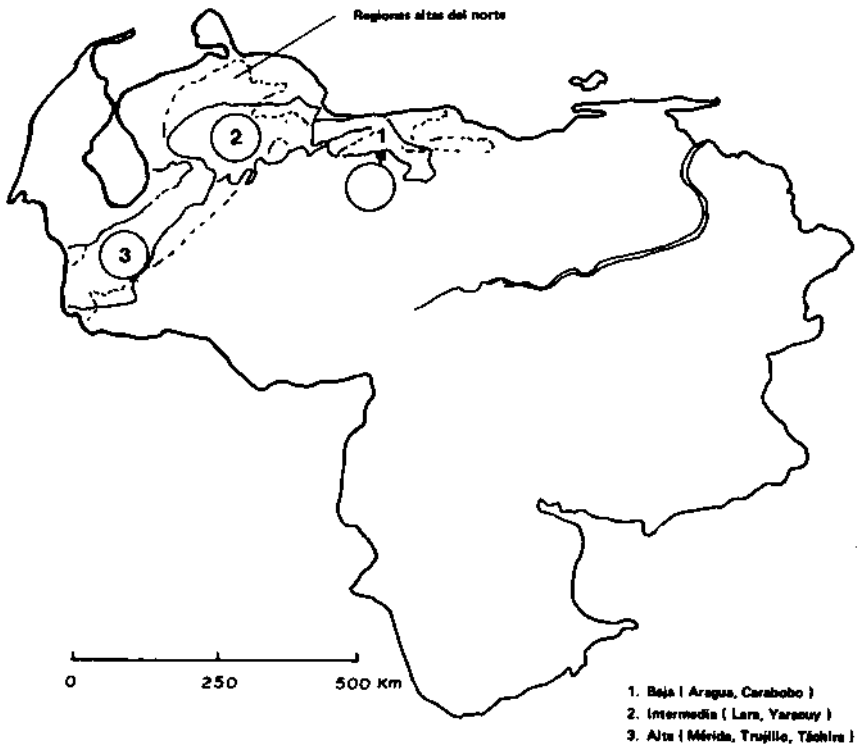 Regiones altas del norte
2
1
3
0 250 500 Km
1. Baja ( Aragua, Carabobo )
2. Intermedia ( Lara, Yaracuy )
3. Alta ( Mérida, Trujillo, Táchira )